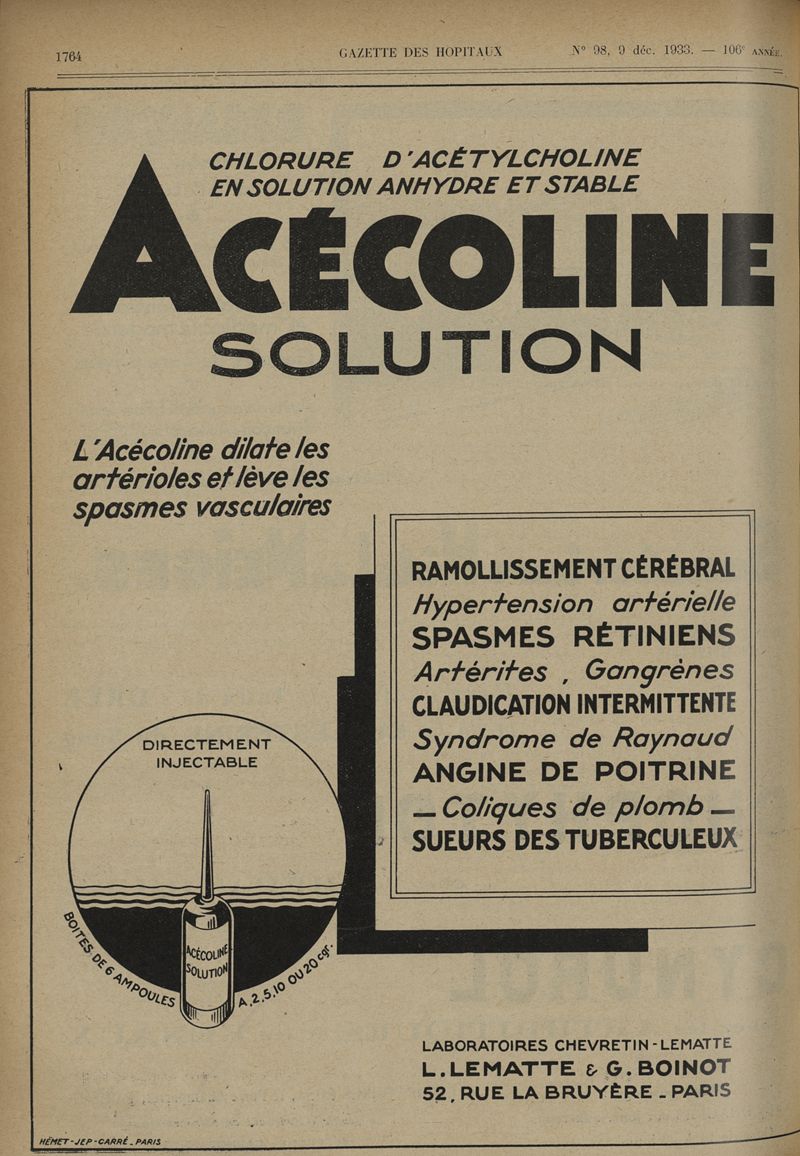 1764
GAZETTE DES HOPITAUX
N° 98, 9 déc. 1933. — 106e ANNÉE.
CHLORURE D'ACÉTYLCHOLINE
EN SOLUTION ANHYDRE ET STABLE
ACÉCOLINE
SOLUTION
L'Acécoline dilate les
artérioles et lève les
spasmes vasculaires
RAMOLLISSEMENT CÉRÉBRAL
Hypertension artérielle
SPASMES RÉTINIENS
Artérites, Gangrènes
CLAUDICATION INTERMITTENTE
Syndrome de Raynaud
ANGINE DE POITRINE
— Coliques de plomb —
SUEURS DES TUBERCULEUX
DIRECTEMENT
INJECTABLE
ACÉCOLINE
SOLUTION
BOITES DE 6 AMPOULES
A.2.5.10 OU 20 cgr.
LABORATOIRES CHEVRETIN-LEMATTE
L. LEMATTE & G. BOINOT
52, RUE LA BRUYÈRE - PARIS
HÉMET-JEP-CARRÉ - PARIS